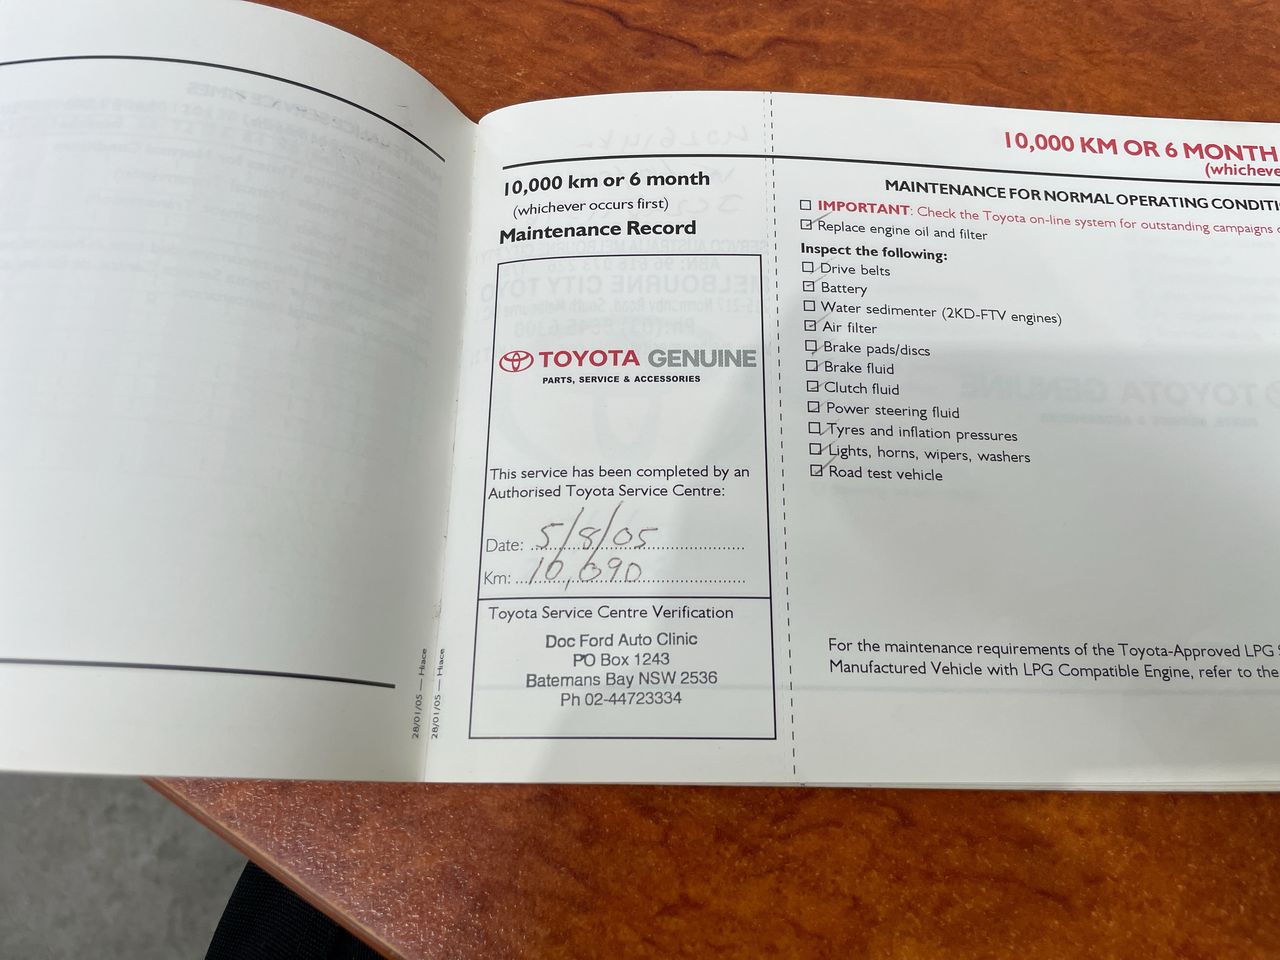 10,000 km or 6 month
(whichever occurs first)
Maintenance Record
TOYOTA GENUINE
PARTS, SERVICE & ACCESSORIES
This service has been completed by an
Authorised Toyota Service Centre:
Date: 5/8/05
Km: 10,090
Toyota Service Centre Verification
Doc Ford Auto Clinic
PO Box 1243
Batemans Bay NSW 2536
Ph 02-44723334
28/01/05 — Hiace
28/01/05 — Hiace
10,000 KM OR 6 MONTH
(whicheve
MAINTENANCE FOR NORMAL OPERATING CONDITI
IMPORTANT: Check the Toyota on-line system for outstanding campaigns
Replace engine oil and filter
Inspect the following:
Drive belts
Battery
Water sedimenter (2KD-FTV engines)
Air filter
Brake pads/discs
Brake fluid
Clutch fluid
Power steering fluid
Tyres and inflation pressures
Lights, horns, wipers, washers
Road test vehicle
For the maintenance requirements of the Toyota-Approved LPG
Manufactured Vehicle with LPG Compatible Engine, refer to the